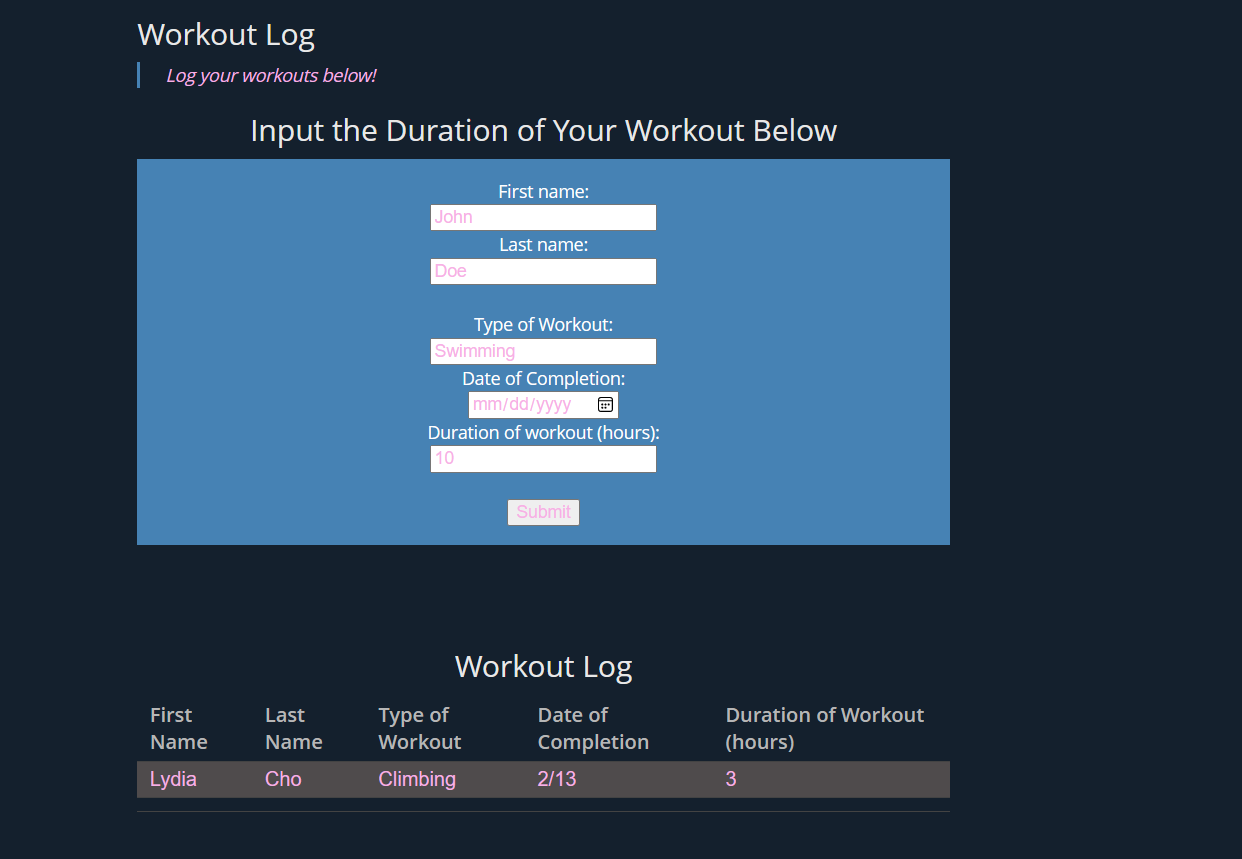 Workout Log
Log your workouts below!
Input the Duration of Your Workout Below
First name:
John
Last name:
Doe
Type of Workout:
Swimming
Date of Completion:
mm/dd/yyyy
Duration of workout (hours):
10
Submit
Workout Log
First Name Last Name Type of Workout Date of Completion Duration of Workout (hours)
Lydia Cho Climbing 2/13 3